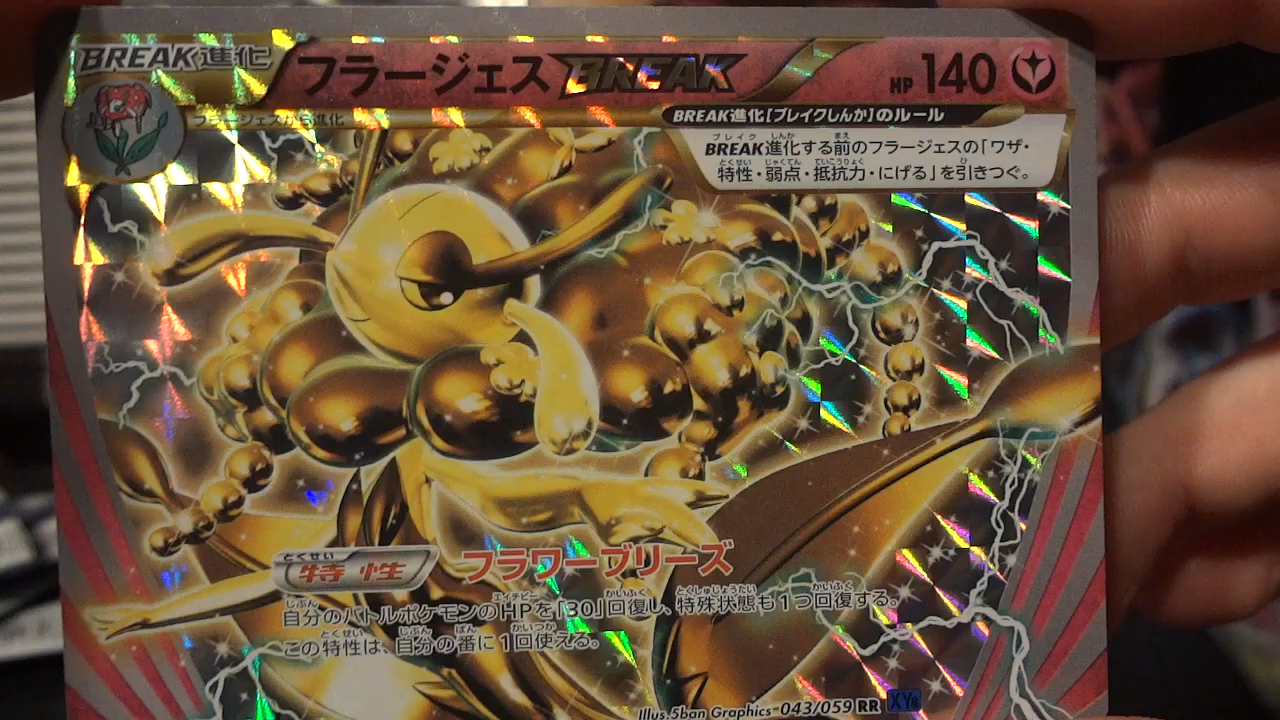 BREAK進化
フラージェス BREAK HP 140
フラージェスから進化
BREAK進化[ブレイクしんか]のルール
BREAK進化する前のフラージェスの「ワザ・
特性・弱点・抵抗力・にげる」を引きつぐ。
特性 フラワーブリーズ
自分のバトルポケモンのHPを「30」回復し、特殊状態も1つ回復する。
この特性は、自分の番に1回使える。
Illus.5ban Graphics 043/059 RR XY8